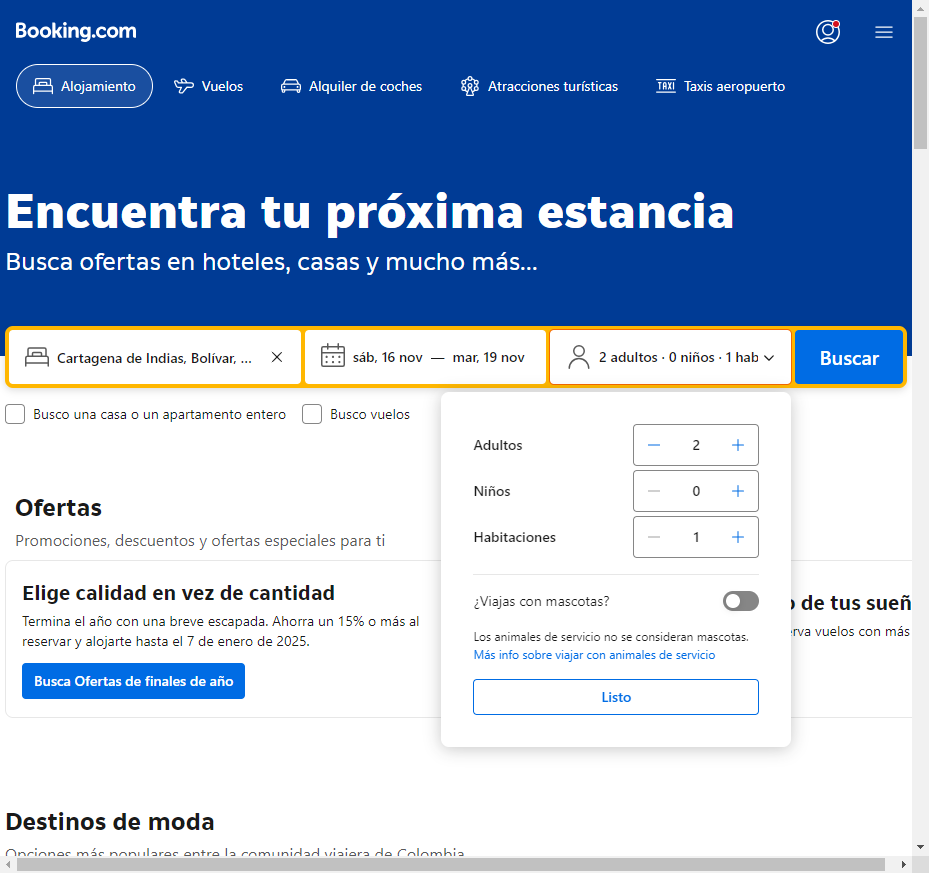 Booking.com
Alojamiento
Vuelos
Alquiler de coches
Atracciones turísticas
TAXI
Taxis aeropuerto
Encuentra tu próxima estancia
Busca ofertas en hoteles, casas y mucho más...
Cartagena de Indias, Bolívar, ...
sáb, 16 nov — mar, 19 nov
2 adultos · 0 niños · 1 hab
Buscar
Busco una casa o un apartamento entero
Busco vuelos
Adultos
2
Niños
0
Habitaciones
1
¿Viajas con mascotas?
Los animales de servicio no se consideran mascotas.
Más info sobre viajar con animales de servicio
Listo
Ofertas
Promociones, descuentos y ofertas especiales para ti
Elige calidad en vez de cantidad
Termina el año con una breve escapada. Ahorra un 15% o más al
reservar y alojarte hasta el 7 de enero de 2025.
Busca Ofertas de finales de año
de tus sueñ
vuelos con más
Destinos de moda
Opciones más populares entre la comunidad viajera de Colombia